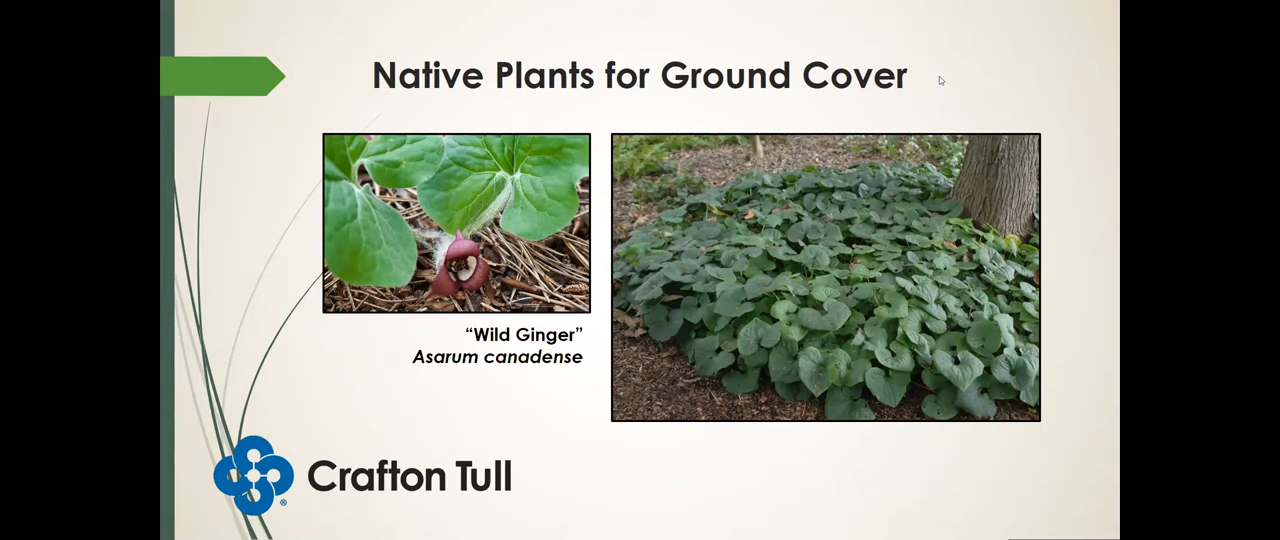 Native Plants for Ground Cover
“Wild Ginger”
Asarum canadense
Crafton Tull
®